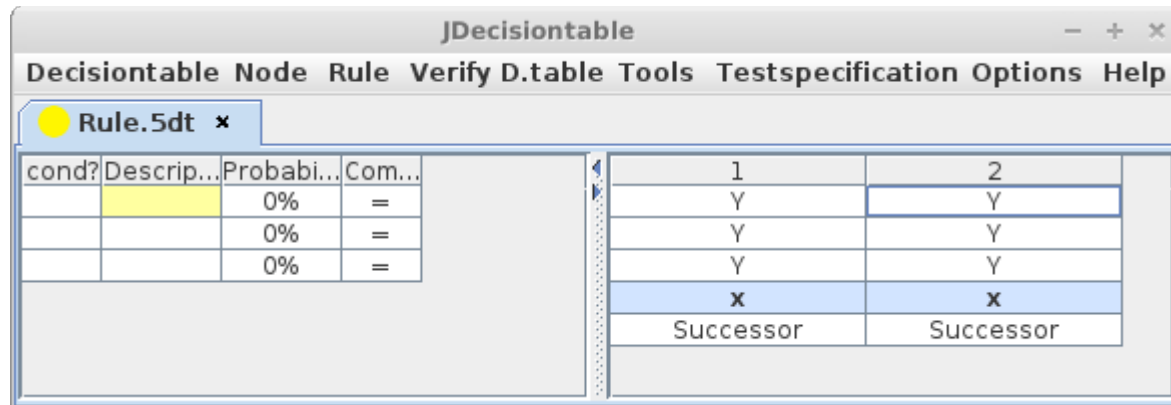 JDecisiontable
Decisiontable Node Rule Verify D.table Tools Testspecification Options Help
Rule.5dt
cond? Descrip... Probabi... Com... 1 2
0% = Y Y
0% = Y Y
0% = Y Y
x x
Successor Successor